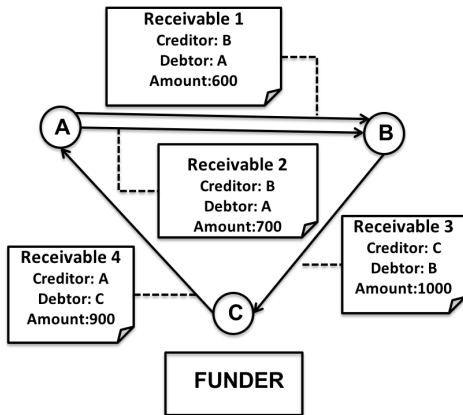 Receivable 1
Creditor: B
Debtor: A
Amount:600
A
B
Receivable 2
Creditor: B
Debtor: A
Amount:700
Receivable 3
Creditor: C
Debtor: B
Amount:1000
Receivable 4
Creditor: A
Debtor: C
Amount:900
C
FUNDER